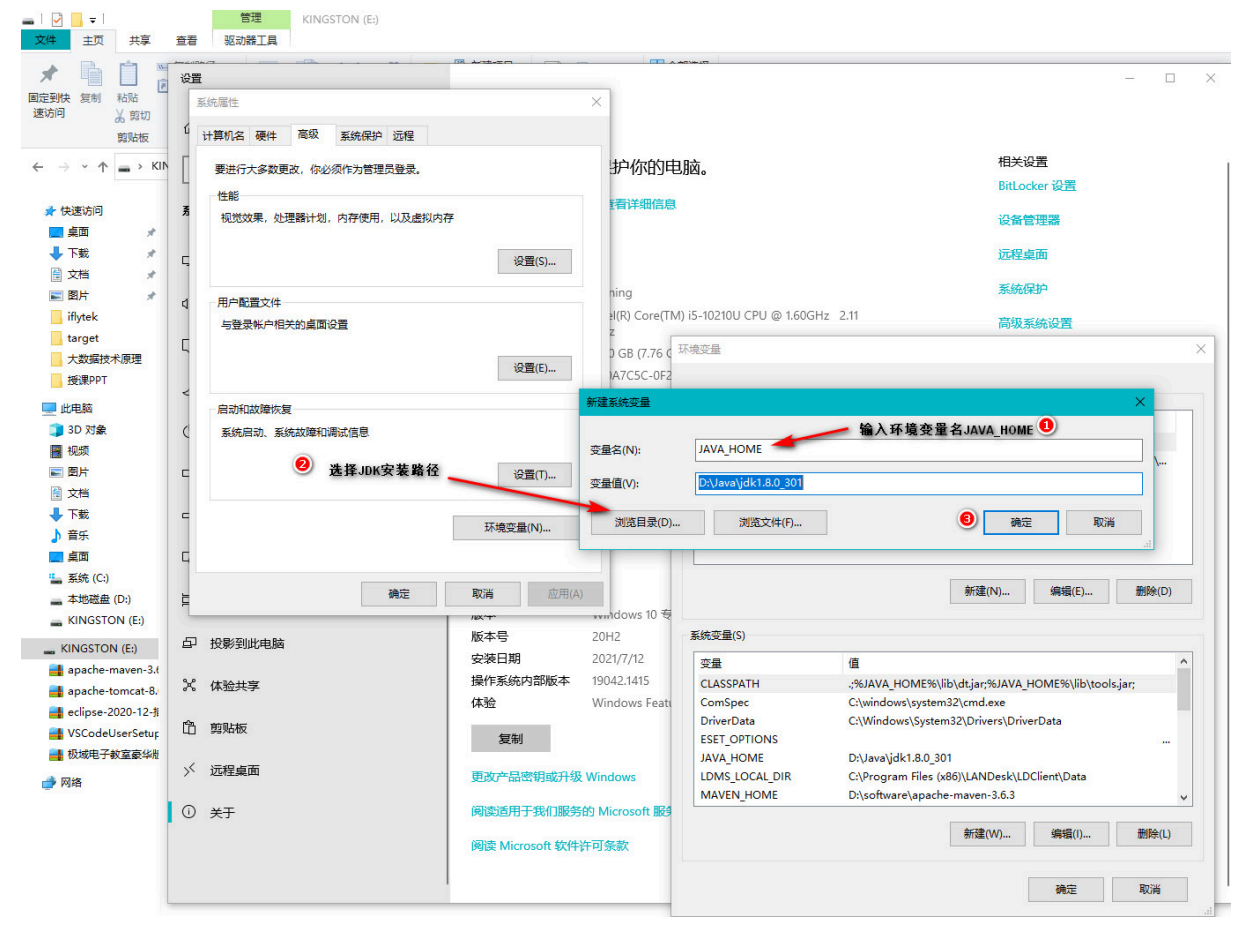 管理
KINGSTON (E:)
文件
主页
共享
查看
驱动器工具
固定到快
速访问
复制
粘贴
剪切
剪贴板
KIN
快速访问
桌面
下载
文档
图片
iflytek
target
大数据技术原理
授课PPT
此电脑
3D 对象
视频
图片
文档
下载
音乐
桌面
系统 (C:)
本地磁盘 (D:)
KINGSTON (E:)
KINGSTON (E:)
apache-maven-3.6
apache-tomcat-8.
eclipse-2020-12-
VSCodeUserSetup
极域电子教室豪华版
网络
设置
投影到此电脑
体验共享
剪贴板
远程桌面
关于
系统属性
计算机名
硬件
高级
系统保护
远程
要进行大多数更改，你必须作为管理员登录。
性能
视觉效果，处理器计划，内存使用，以及虚拟内存
设置(S)...
用户配置文件
与登录帐户相关的桌面设置
设置(E)...
启动和故障恢复
系统启动、系统故障和调试信息
2 选择JDK安装路径
设置(T)...
环境变量(N)...
确定
取消
应用(A)
护你的电脑。
查看详细信息
ning
el(R) Core(TM) i5-10210U CPU @ 1.60GHz 2.11
z
0 GB (7.76 G
0A7C5C-0F2
版本
Windows 10 专
版本号
20H2
安装日期
2021/7/12
操作系统内部版本
19042.1415
体验
Windows Featu
复制
更改产品密钥或升级 Windows
阅读适用于我们服务的 Microsoft 服务
阅读 Microsoft 软件许可条款
相关设置
BitLocker 设置
设备管理器
远程桌面
系统保护
高级系统设置
环境变量
新建系统变量
输入环境变量名JAVA_HOME 1
变量名(N):
JAVA_HOME
变量值(V):
D:\Java\jdk1.8.0_301
浏览目录(D)...
浏览文件(F)...
3
确定
取消
新建(N)...
编辑(E)...
删除(D)
系统变量(S)
变量
值
CLASSPATH
.;%JAVA_HOME%\lib\dt.jar;%JAVA_HOME%\lib\tools.jar;
ComSpec
C:\windows\system32\cmd.exe
DriverData
C:\Windows\System32\Drivers\DriverData
ESET_OPTIONS
...
JAVA_HOME
D:\Java\jdk1.8.0_301
LDMS_LOCAL_DIR
C:\Program Files (x86)\LANDesk\LDClient\Data
MAVEN_HOME
D:\software\apache-maven-3.6.3
新建(W)...
编辑(I)...
删除(L)
确定
取消